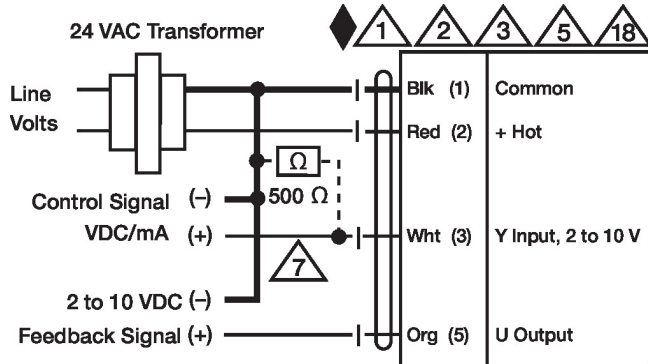 24 VAC Transformer
1 2 3 5 18
Line
Volts
Blk (1) Common
Red (2) + Hot
Ω
500 Ω
Control Signal (-)
VDC/mA (+)
7
Wht (3) Y Input, 2 to 10 V
2 to 10 VDC (-)
Feedback Signal (+)
Org (5) U Output